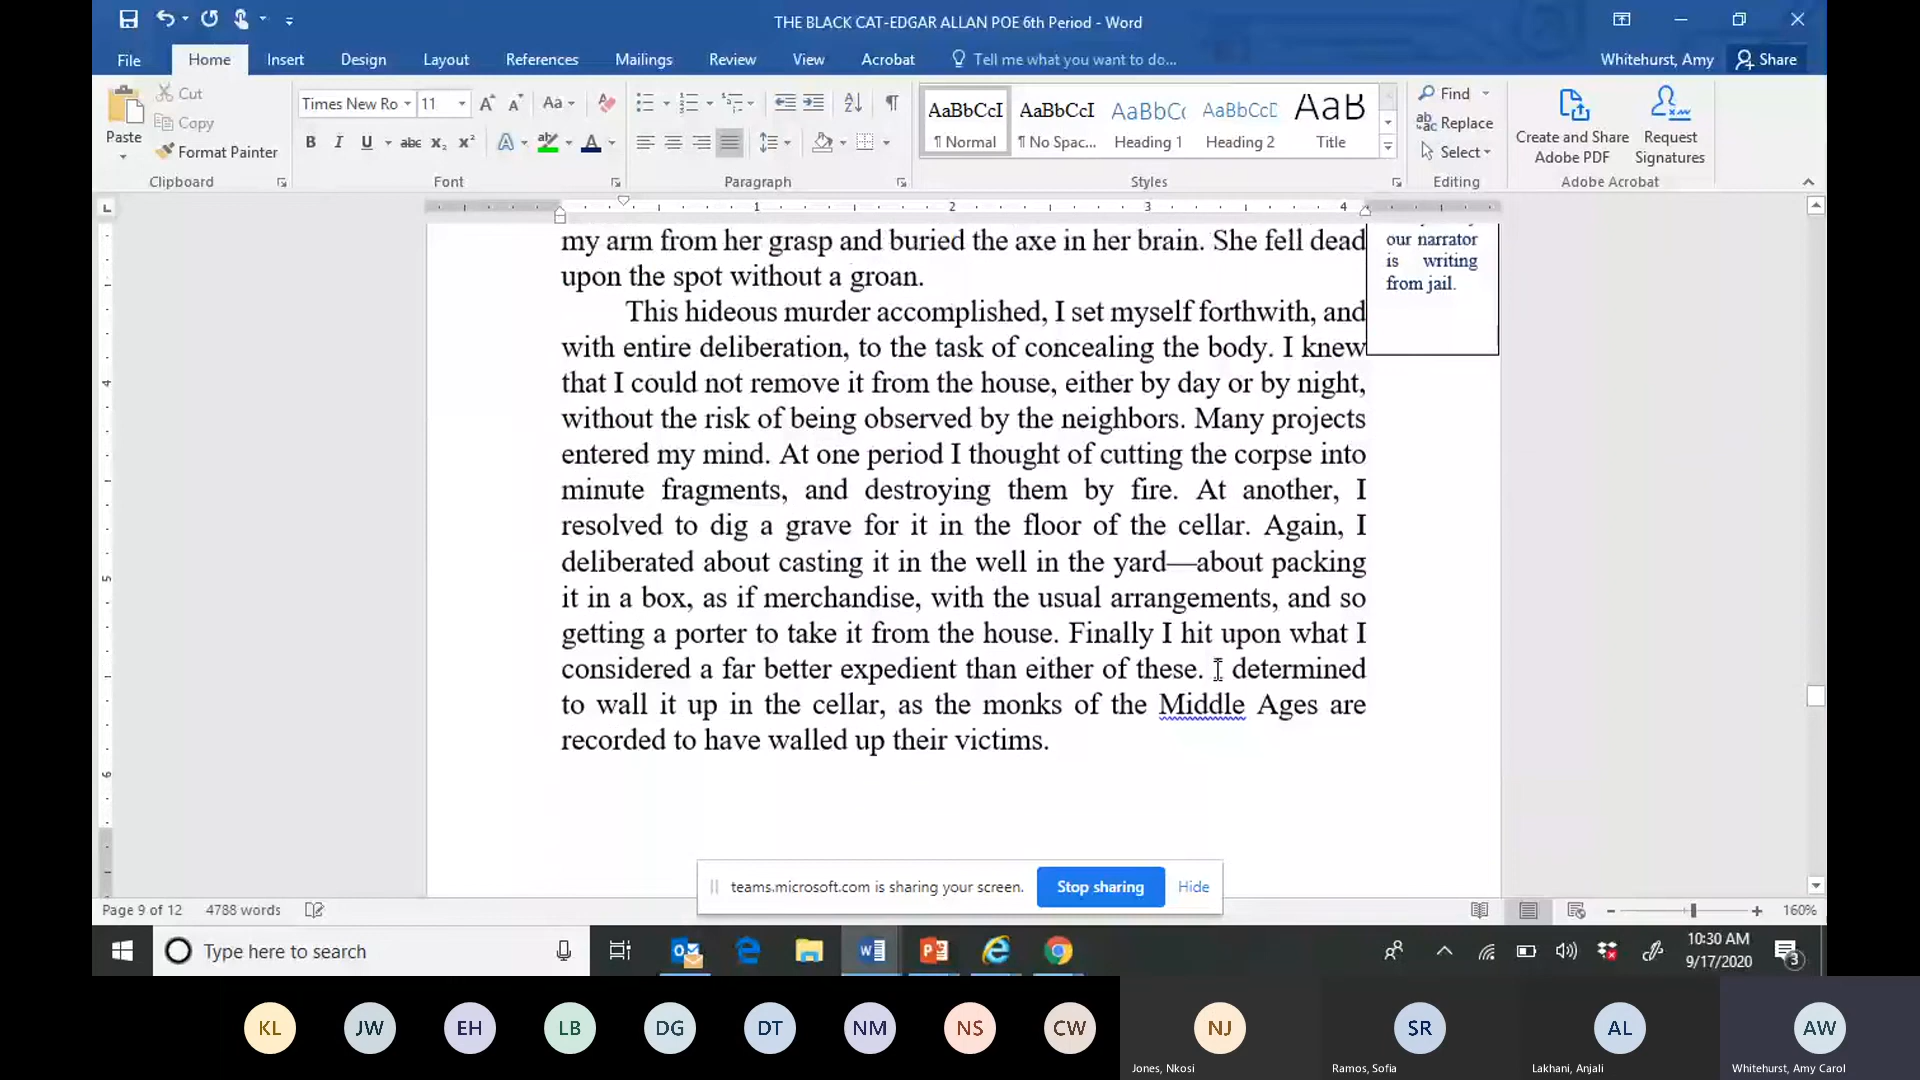 THE BLACK CAT-EDGAR ALLAN POE 6th Period - Word
File Home Insert Design Layout References Mailings Review View Acrobat Tell me what you want to do... Whitehurst, Amy Share
Paste
Cut
Copy
Format Painter
Clipboard
Times New Ro 11
Font
Paragraph
AaBbCcI AaBbCcI AaBbC AaBbCcD AaB
¶ Normal ¶ No Spac... Heading 1 Heading 2 Title
Styles
Find
Replace
Select
Editing
Create and Share Adobe PDF
Request Signatures
Adobe Acrobat
1 2 3 4
my arm from her grasp and buried the axe in her brain. She fell dead
upon the spot without a groan.
This hideous murder accomplished, I set myself forthwith, and
with entire deliberation, to the task of concealing the body. I knew
that I could not remove it from the house, either by day or by night,
without the risk of being observed by the neighbors. Many projects
entered my mind. At one period I thought of cutting the corpse into
minute fragments, and destroying them by fire. At another, I
resolved to dig a grave for it in the floor of the cellar. Again, I
deliberated about casting it in the well in the yard—about packing
it in a box, as if merchandise, with the usual arrangements, and so
getting a porter to take it from the house. Finally I hit upon what I
considered a far better expedient than either of these. I determined
to wall it up in the cellar, as the monks of the Middle Ages are
recorded to have walled up their victims.
our narrator
is writing
from jail.
4
5
6
teams.microsoft.com is sharing your screen. Stop sharing Hide
Page 9 of 12 4788 words 160%
Type here to search
10:30 AM
9/17/2020
3
KL JW EH LB DG DT NM NS CW NJ SR AL AW
Jones, Nkosi Ramos, Sofia Lakhani, Anjali Whitehurst, Amy Carol